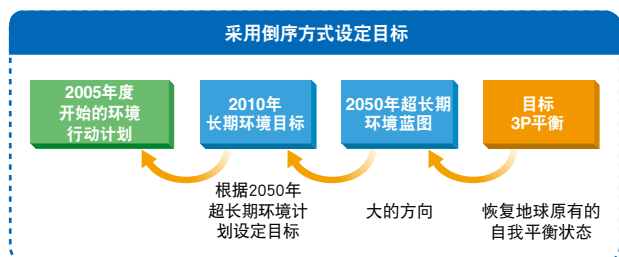 采用倒序方式设定目标
2005年度
开始的环境
行动计划
2010年
长期环境目标
2050年超长期
环境蓝图
目标
3P平衡
根据2050年
超长期环境计
划设定目标
大的方向
恢复地球原有的
自我平衡状态